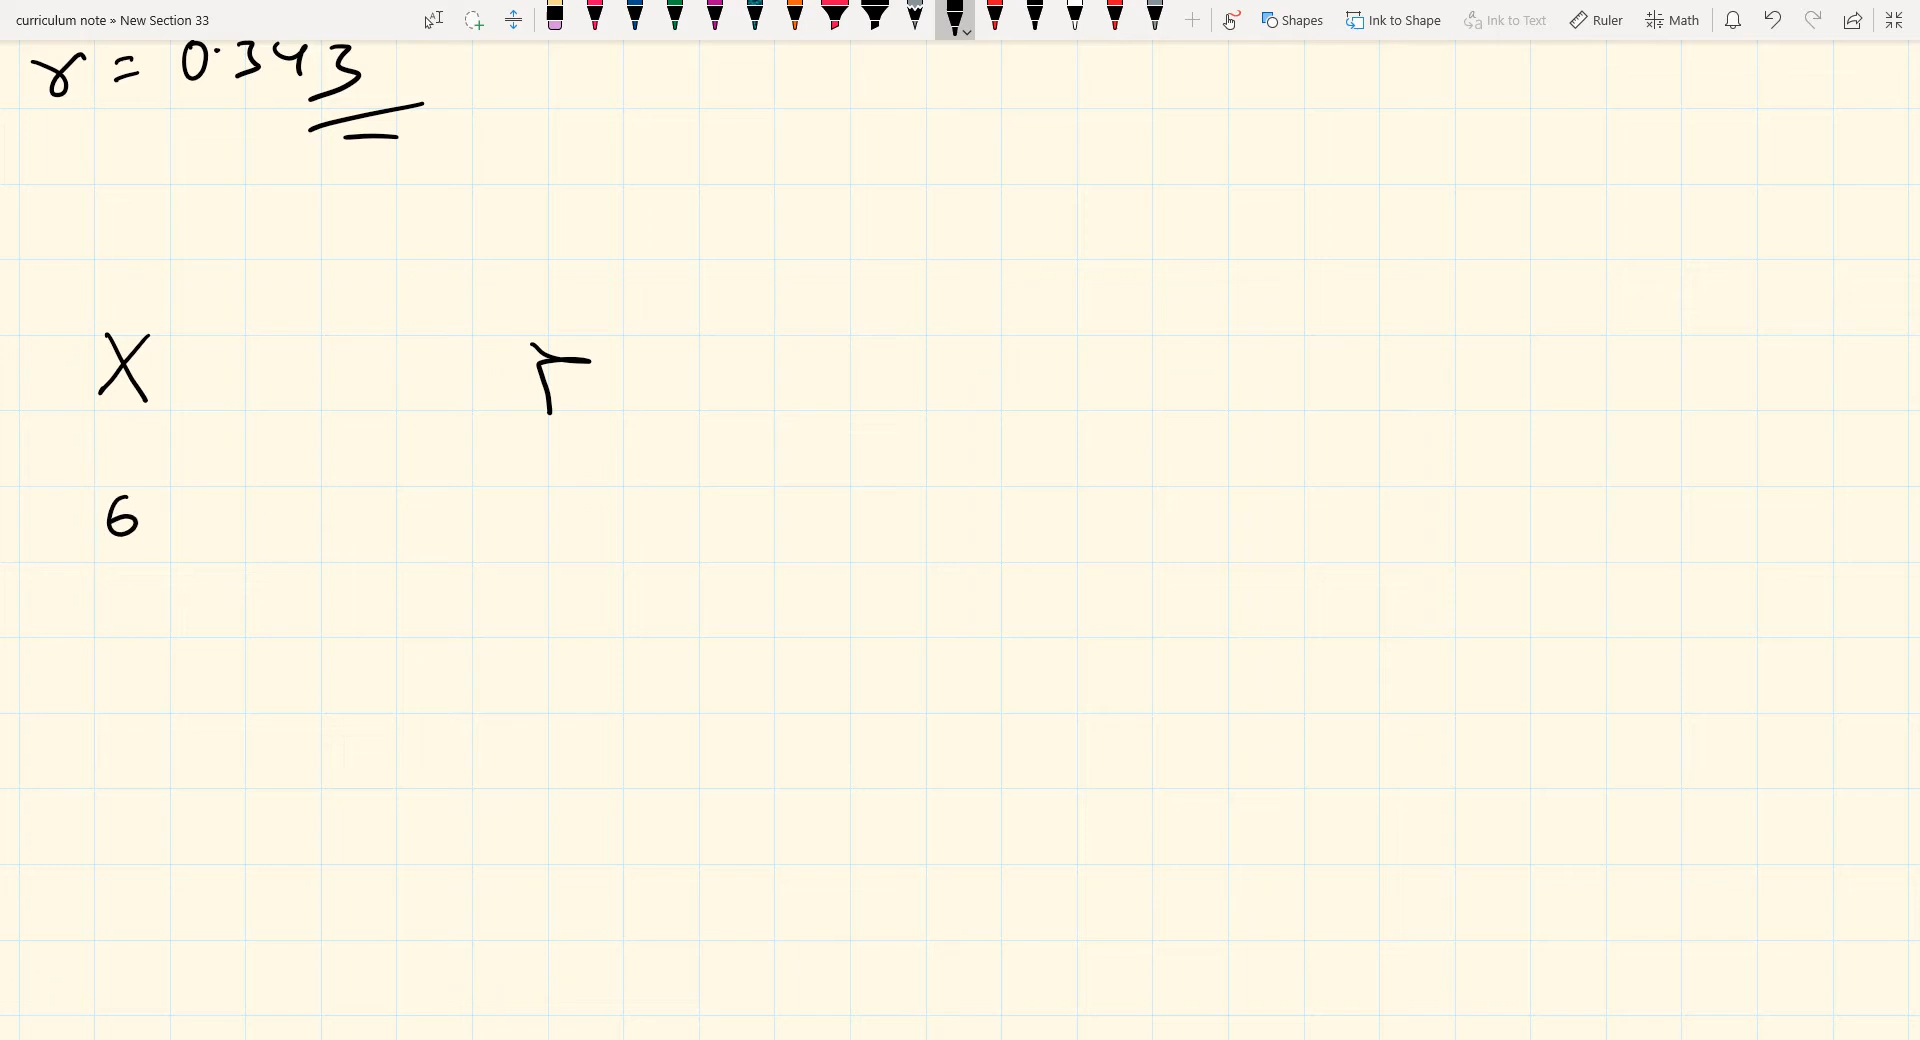 curriculum note » New Section 33 Shapes Ink to Shape Ink to Text Ruler Math
r = 0.343
X Y
6